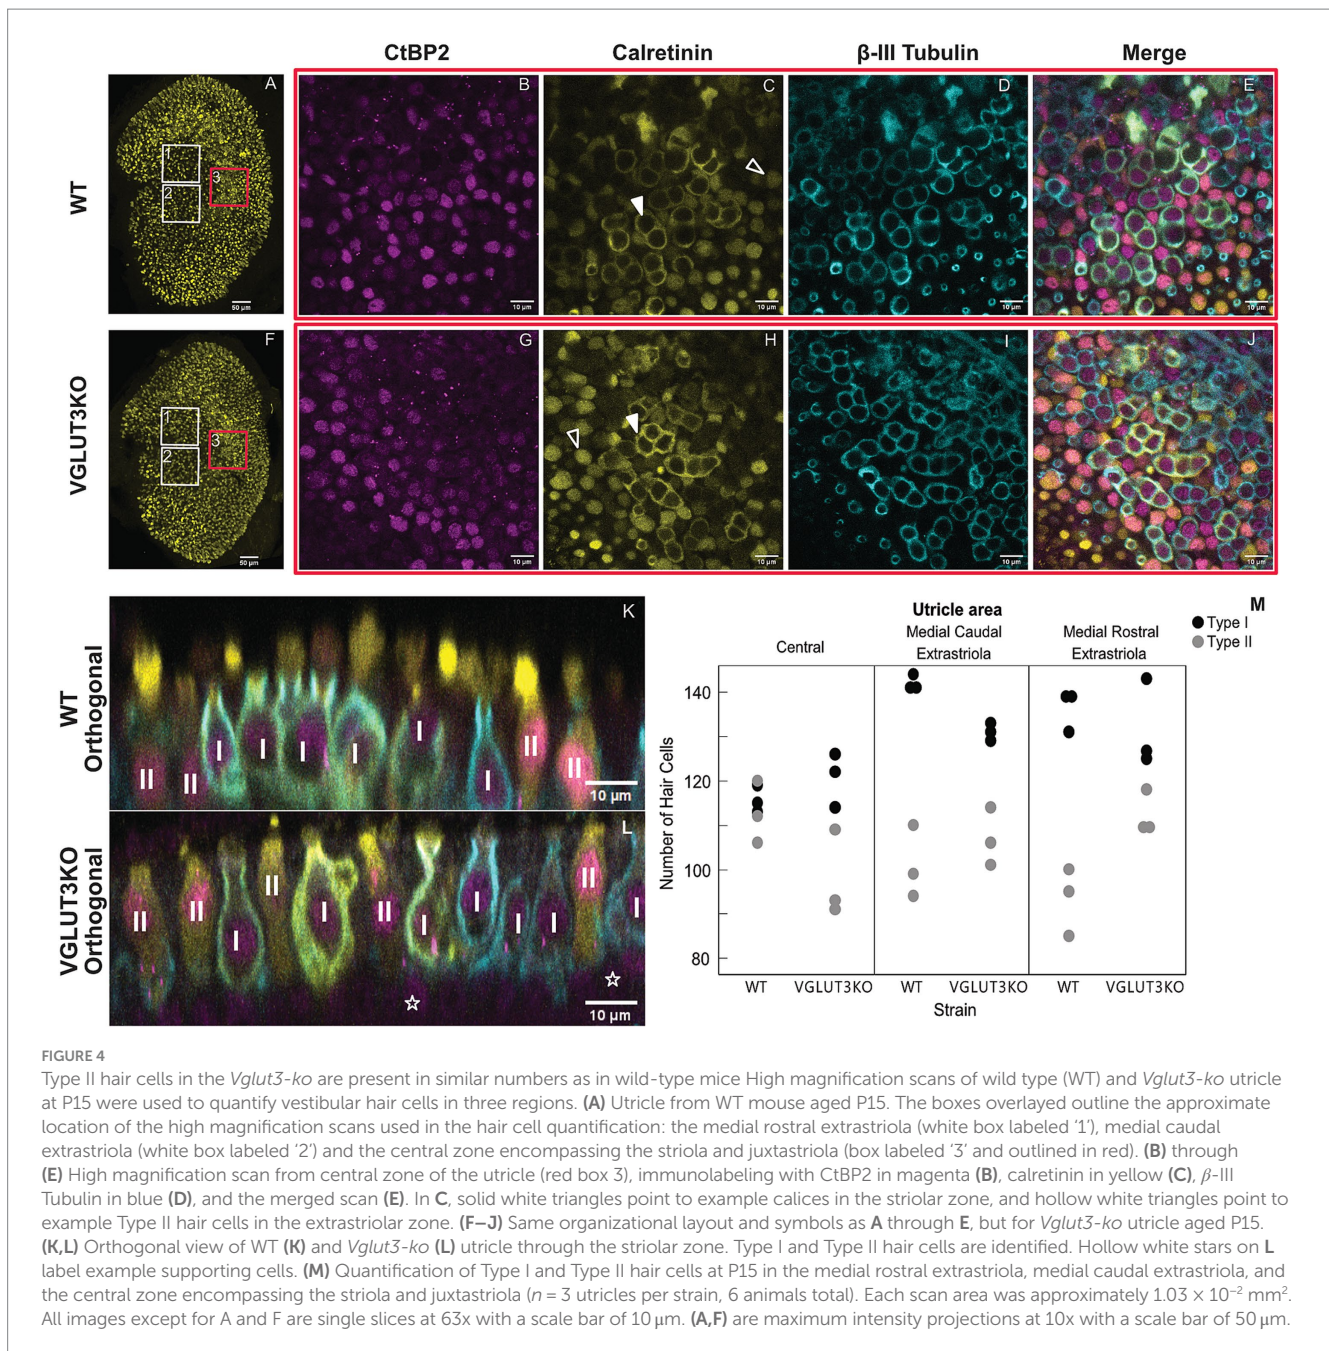 CtBP2 Calretinin β-III Tubulin Merge
WT
A B C D E
1
2
3
50 µm 10 µm 10 µm 10 µm 10 µm
VGLUT3KO
F G H I J
2
3
50 µm 10 µm 10 µm 10 µm 10 µm
WT
Orthogonal
K
I I I I I I II II II II
10 µm
VGLUT3KO
Orthogonal
L
II II I II I II I I I I II I
10 µm
M
Utricle area
Central
Medial Caudal
Extrastriola
Medial Rostral
Extrastriola
Type I
Type II
Number of Hair Cells
140
120
100
80
WT VGLUT3KO WT VGLUT3KO WT VGLUT3KO
Strain
FIGURE 4
Type II hair cells in the Vglut3-ko are present in similar numbers as in wild-type mice High magnification scans of wild type (WT) and Vglut3-ko utricle
at P15 were used to quantify vestibular hair cells in three regions. (A) Utricle from WT mouse aged P15. The boxes overlayed outline the approximate
location of the high magnification scans used in the hair cell quantification: the medial rostral extrastriola (white box labeled ‘1’), medial caudal
extrastriola (white box labeled ‘2’) and the central zone encompassing the striola and juxtastriola (box labeled ‘3’ and outlined in red). (B) through
(E) High magnification scan from central zone of the utricle (red box 3), immunolabeling with CtBP2 in magenta (B), calretinin in yellow (C), β-III
Tubulin in blue (D), and the merged scan (E). In C, solid white triangles point to example calices in the striolar zone, and hollow white triangles point to
example Type II hair cells in the extrastriolar zone. (F–J) Same organizational layout and symbols as A through E, but for Vglut3-ko utricle aged P15.
(K,L) Orthogonal view of WT (K) and Vglut3-ko (L) utricle through the striolar zone. Type I and Type II hair cells are identified. Hollow white stars on L
label example supporting cells. (M) Quantification of Type I and Type II hair cells at P15 in the medial rostral extrastriola, medial caudal extrastriola, and
the central zone encompassing the striola and juxtastriola (n = 3 utricles per strain, 6 animals total). Each scan area was approximately 1.03 × 10⁻² mm².
All images except for A and F are single slices at 63x with a scale bar of 10 µm. (A,F) are maximum intensity projections at 10x with a scale bar of 50 µm.